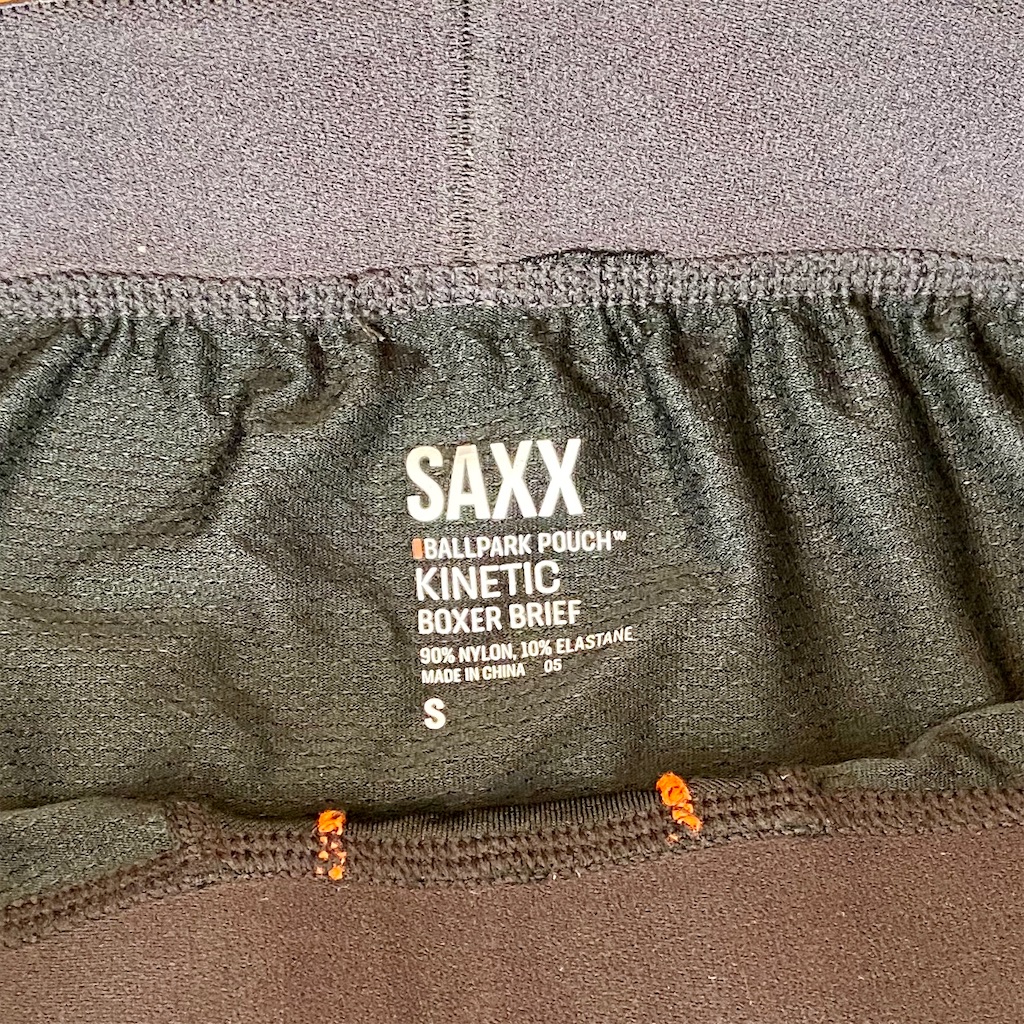 SAXX
BALLPARK POUCH™
KINETIC
BOXER BRIEF
90% NYLON, 10% ELASTANE
MADE IN CHINA 05
S